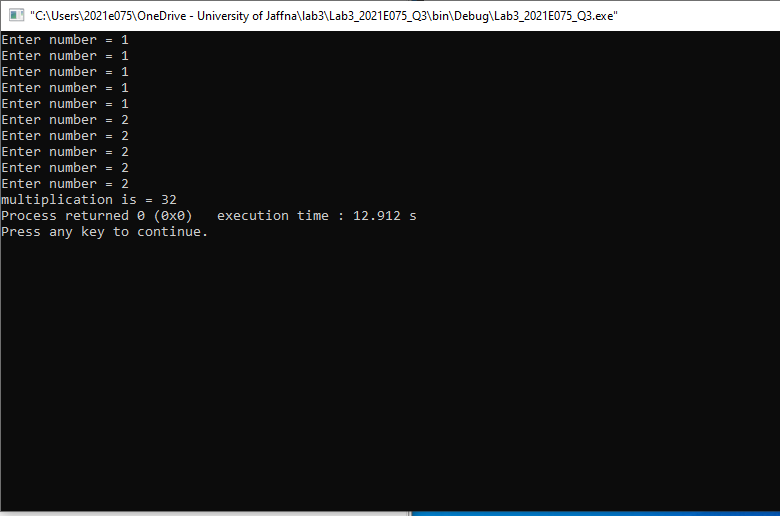 "C:\Users\2021e075\OneDrive - University of Jaffna\lab3\Lab3_2021E075_Q3\bin\Debug\Lab3_2021E075_Q3.exe"
Enter number = 1
Enter number = 1
Enter number = 1
Enter number = 1
Enter number = 1
Enter number = 2
Enter number = 2
Enter number = 2
Enter number = 2
Enter number = 2
multiplication is = 32
Process returned 0 (0x0)   execution time : 12.912 s
Press any key to continue.